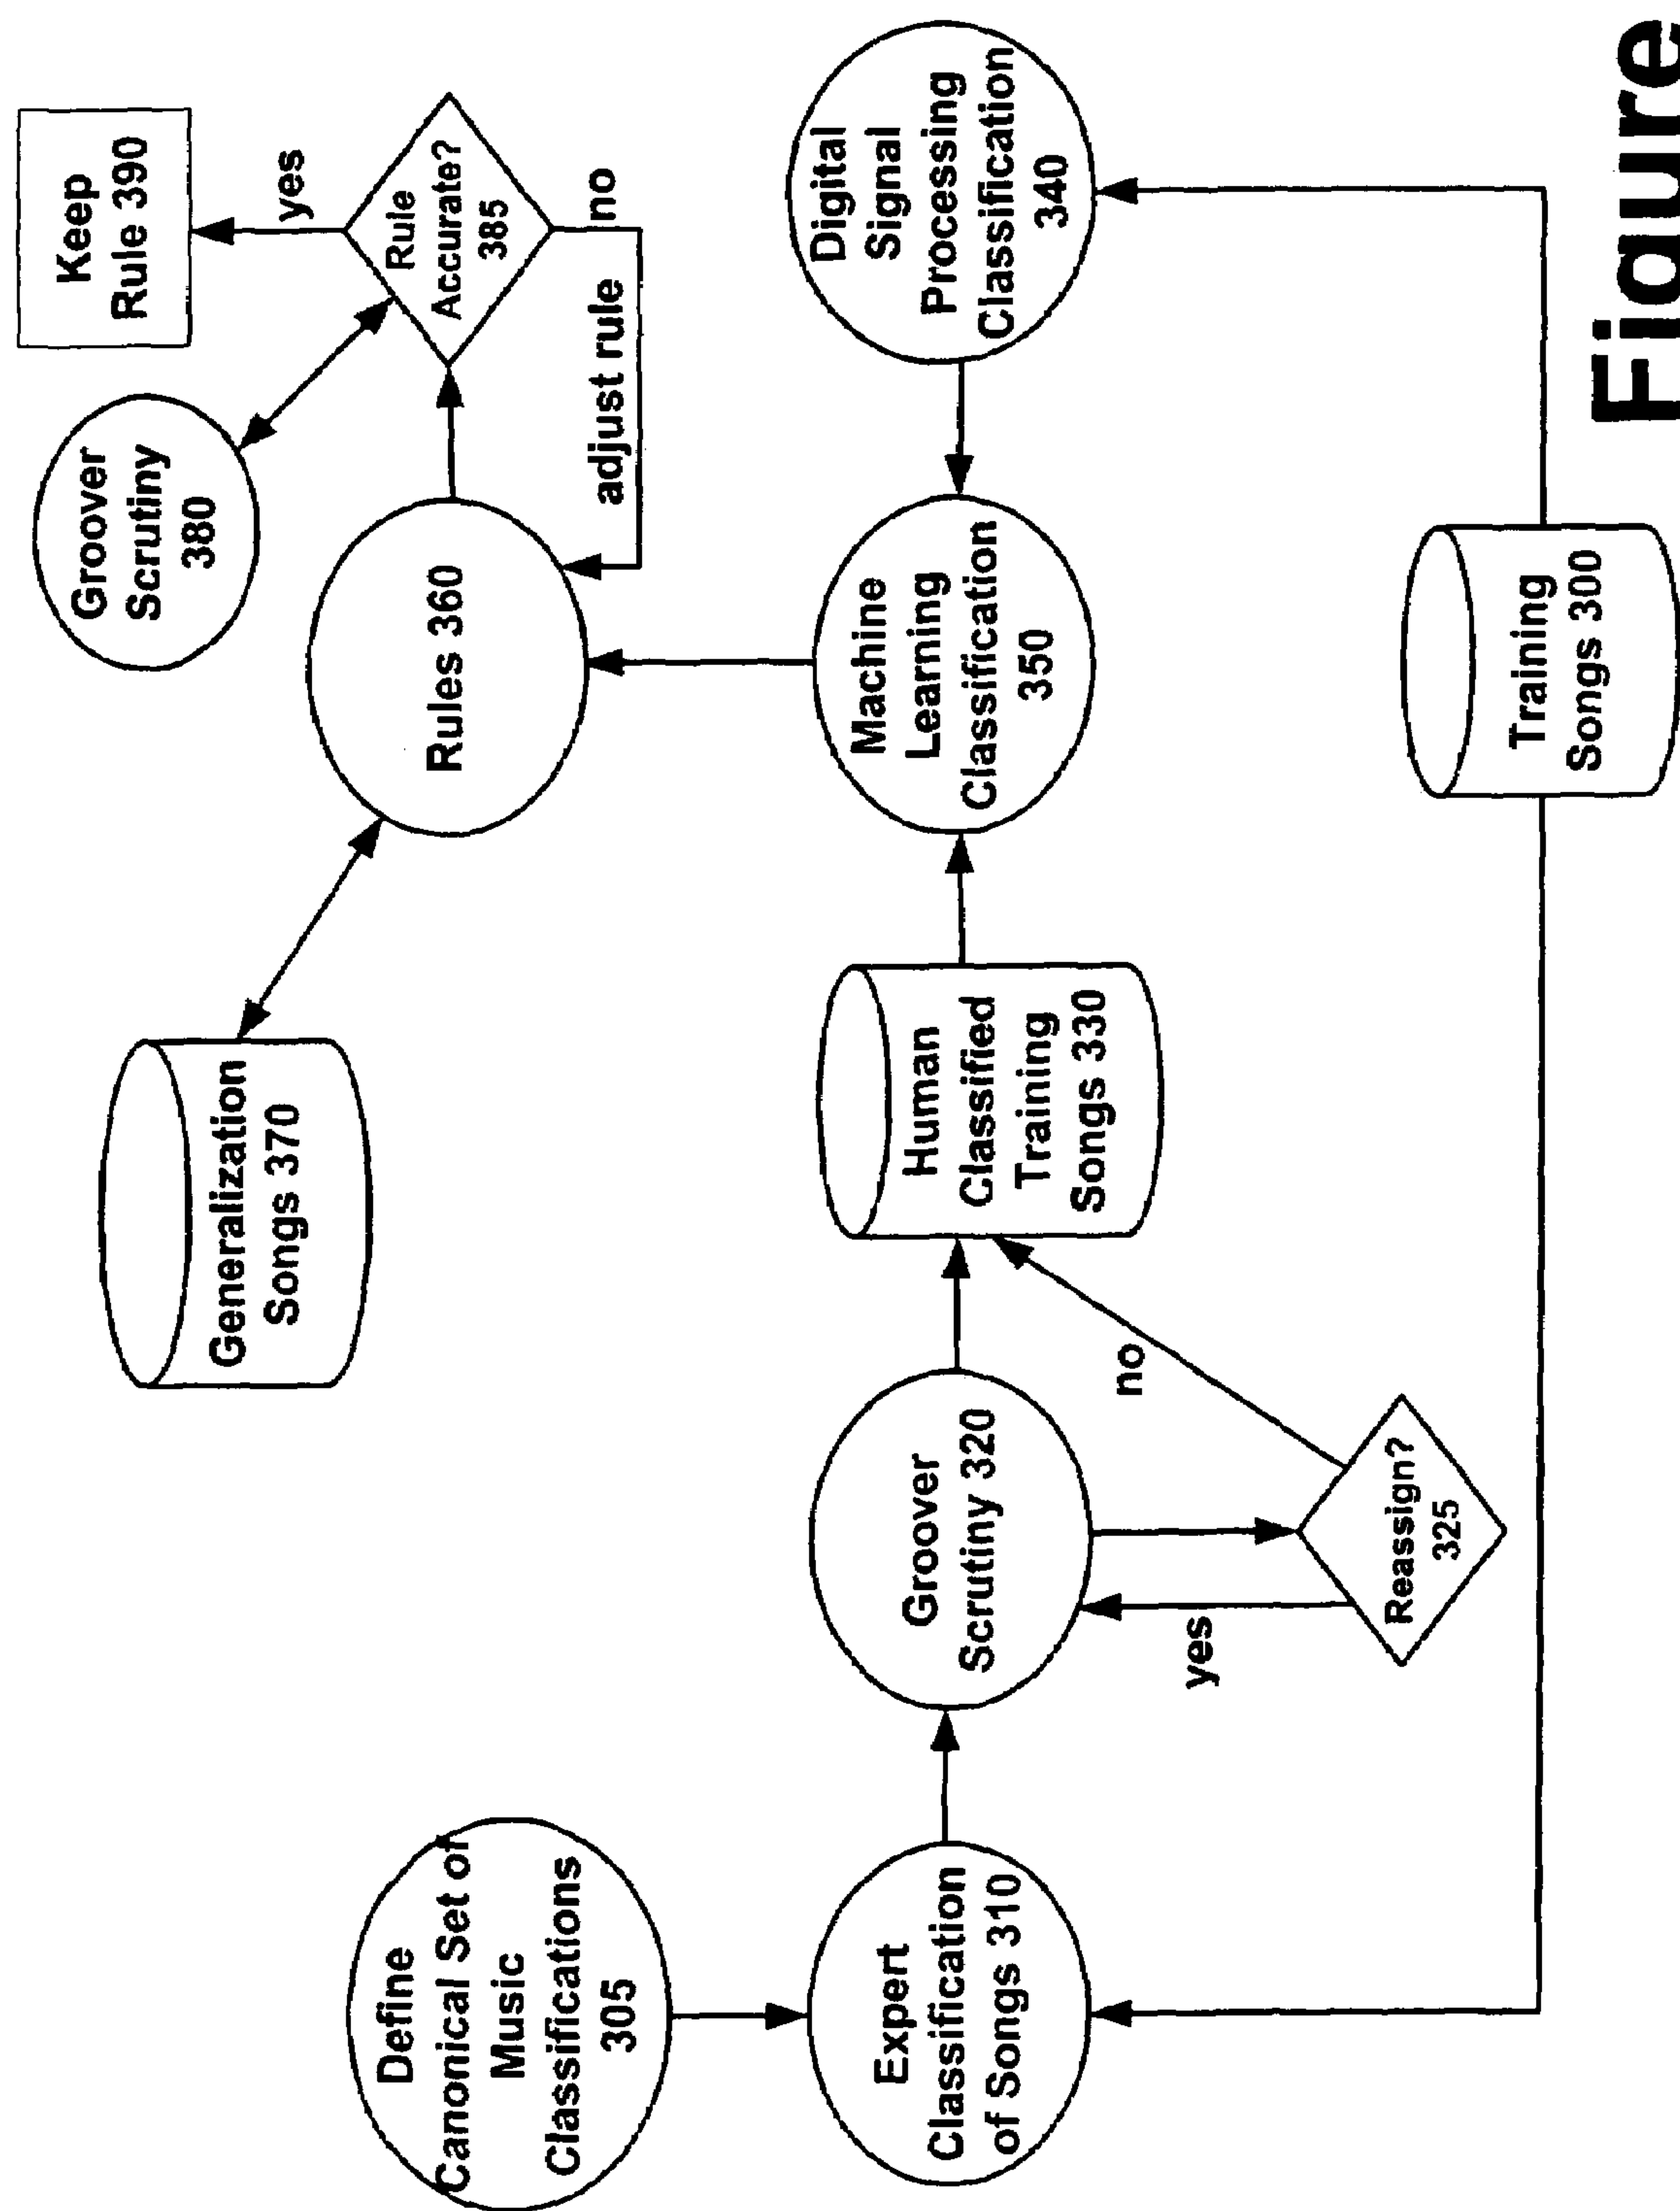 Define
Canonical Set of
Music
Classifications
305
Generalization
Songs 370
Groover
Scrutiny
380
Keep
Rule 390
Rules 360
Rule
Accurate?
385
yes
no
adjust rule
Expert
Classification
of Songs 310
Groover
Scrutiny 320
Human
Classified
Training
Songs 330
Machine
Learning
Classification
350
Digital
Signal
Processing
Classification
340
yes
no
Reassign?
325
Training
Songs 300
Figure